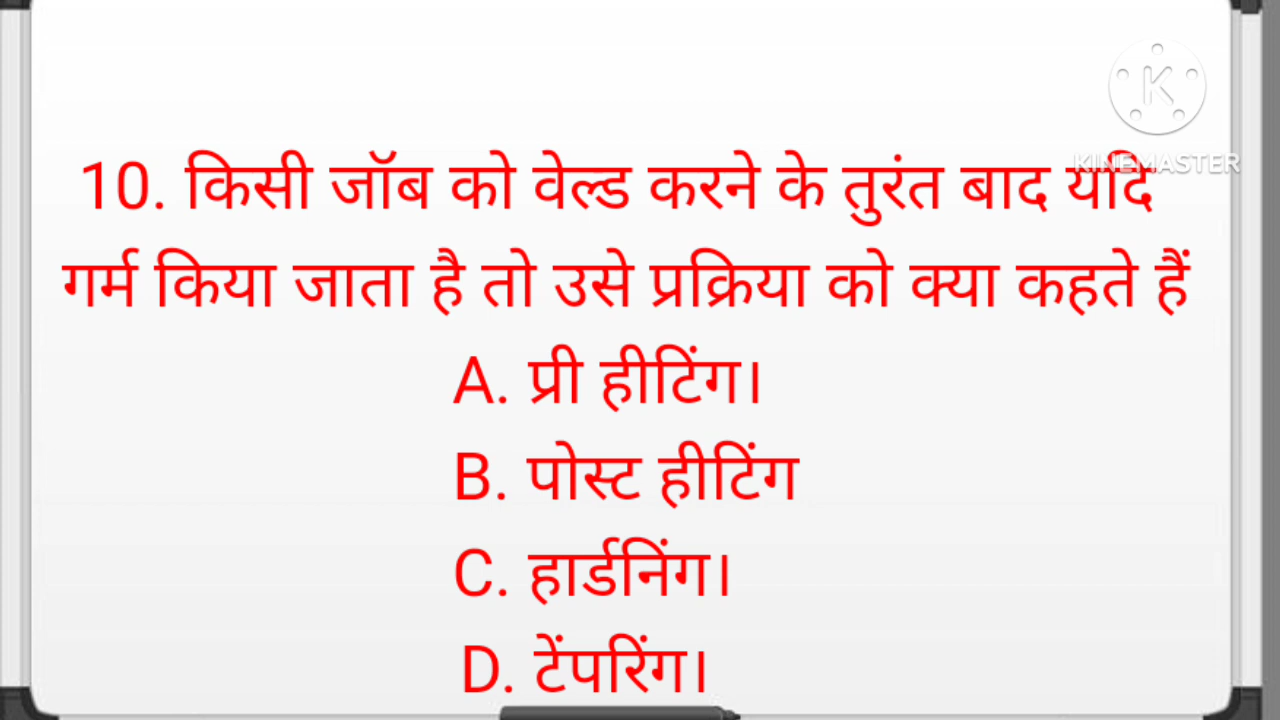 KINEMASTER
10. किसी जॉब को वेल्ड करने के तुरंत बाद यदि
गर्म किया जाता है तो उसे प्रक्रिया को क्या कहते हैं
A. प्री हीटिंग।
B. पोस्ट हीटिंग
C. हार्डनिंग।
D. टेंपरिंग।